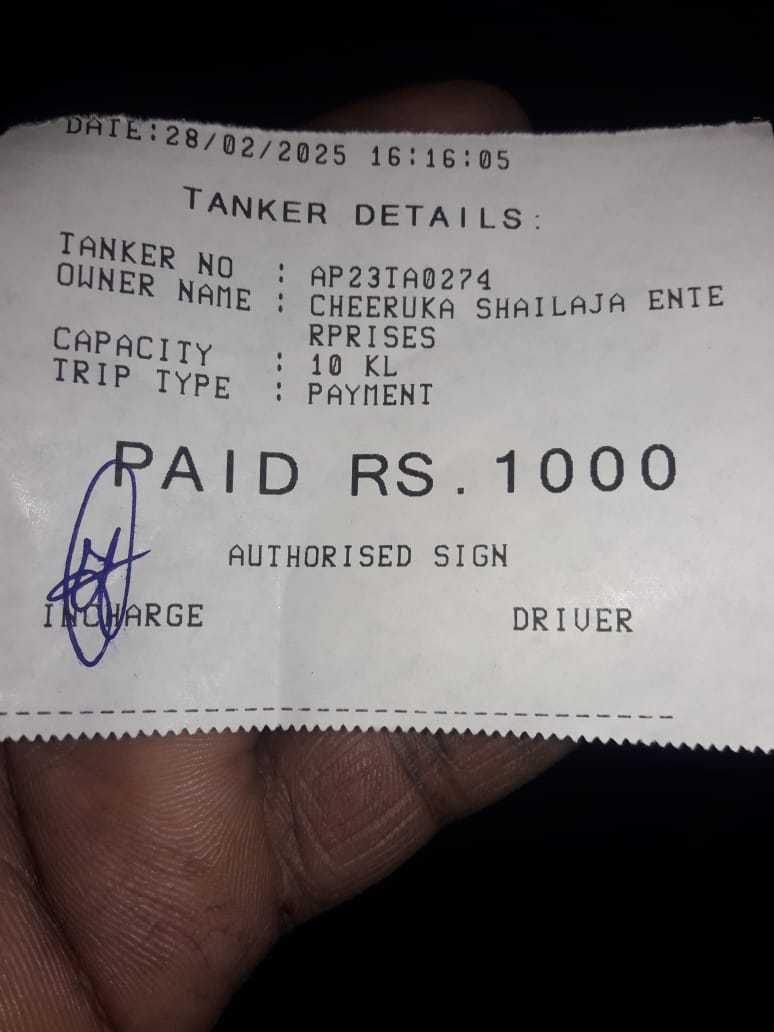 DATE:28/02/2025 16:16:05
TANKER DETAILS:
TANKER NO : AP23TA0274
OWNER NAME : CHEERUKA SHAILAJA ENTE
RPRISES
CAPACITY : 10 KL
TRIP TYPE : PAYMENT
PAID RS.1000
AUTHORISED SIGN
INCHARGE DRIVER